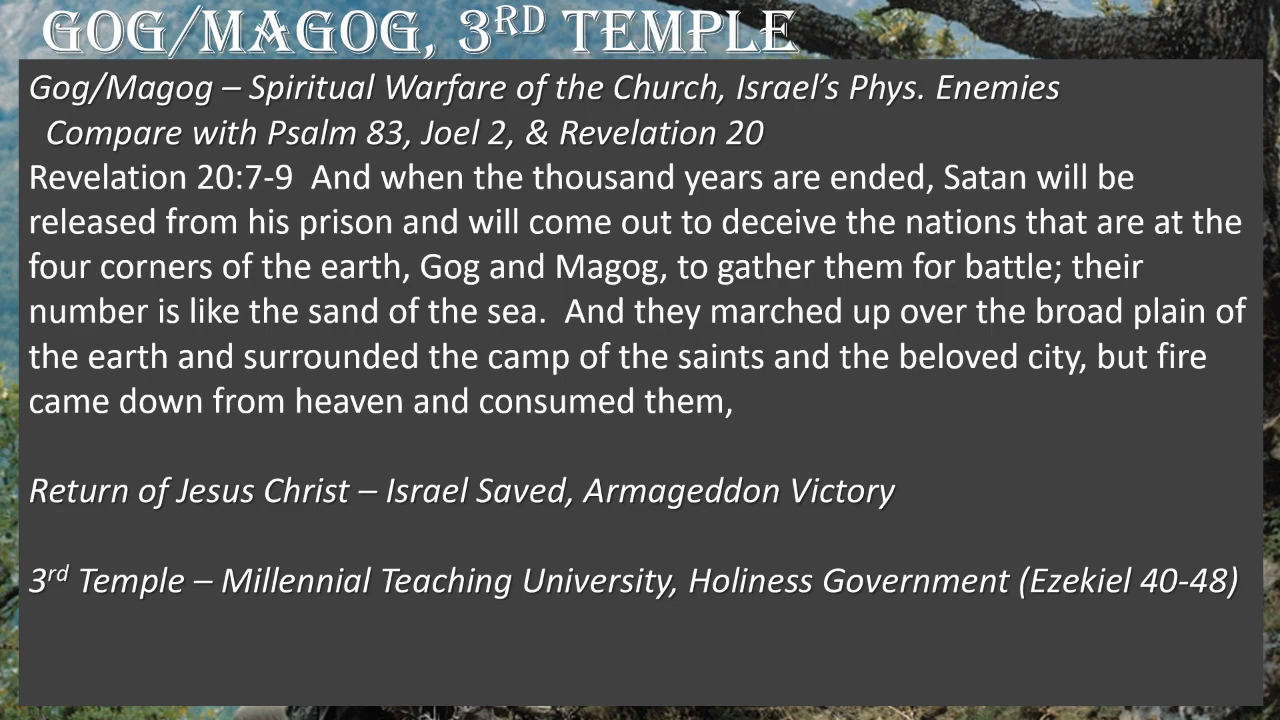 GOG/MAGOG, 3RD TEMPLE
Gog/Magog – Spiritual Warfare of the Church, Israel’s Phys. Enemies
Compare with Psalm 83, Joel 2, & Revelation 20
Revelation 20:7-9  And when the thousand years are ended, Satan will be
released from his prison and will come out to deceive the nations that are at the
four corners of the earth, Gog and Magog, to gather them for battle; their
number is like the sand of the sea.  And they marched up over the broad plain of
the earth and surrounded the camp of the saints and the beloved city, but fire
came down from heaven and consumed them,
Return of Jesus Christ – Israel Saved, Armageddon Victory
3rd Temple – Millennial Teaching University, Holiness Government (Ezekiel 40-48)